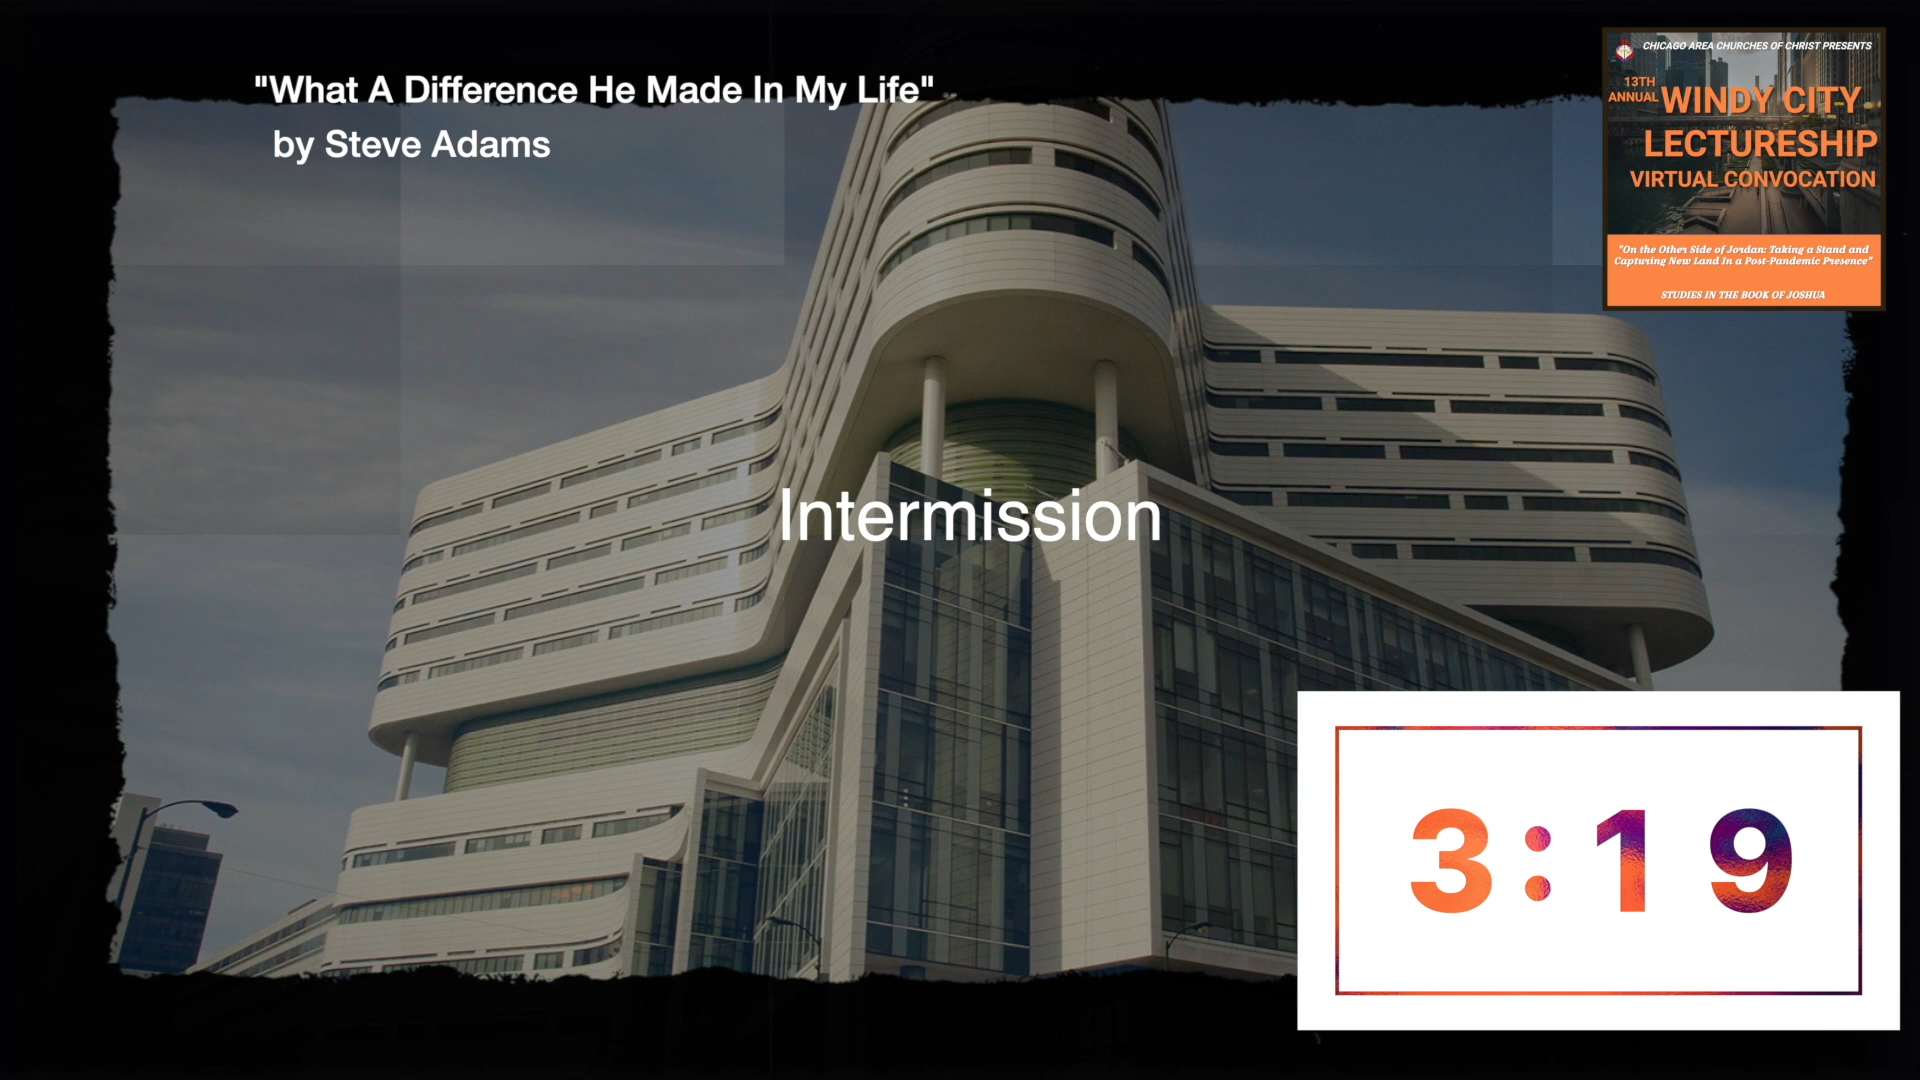 "What A Difference He Made In My Life"
by Steve Adams
CHICAGO AREA CHURCHES OF CHRIST PRESENTS
13TH
ANNUAL WINDY CITY
LECTURESHIP
VIRTUAL CONVOCATION
"On the Other Side of Jordan: Taking a Stand and
Capturing New Land In a Post-Pandemic Presence"
STUDIES IN THE BOOK OF JOSHUA
Intermission
3:19